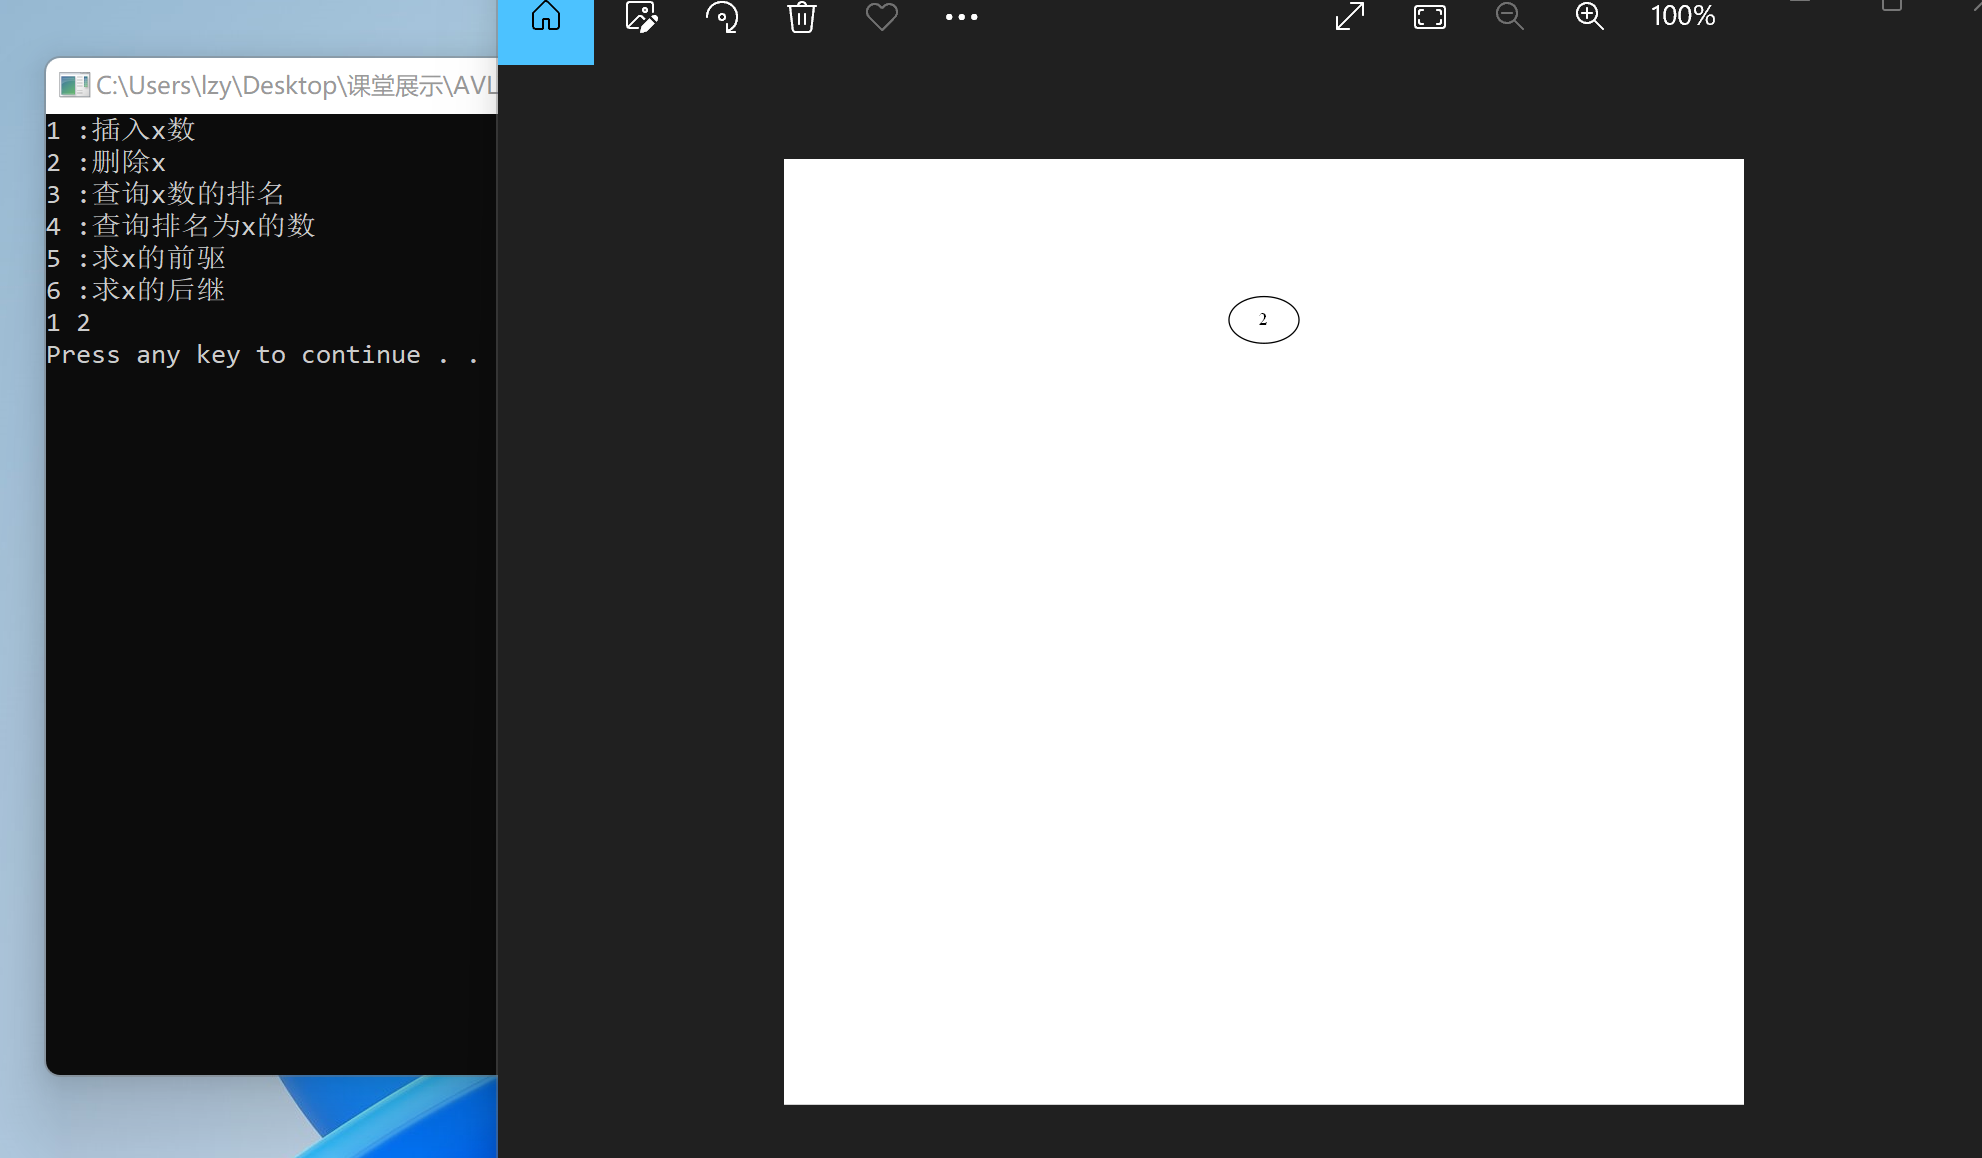 C:\Users\lzy\Desktop\课堂展示\AVL
1 :插入x数
2 :删除x
3 :查询x数的排名
4 :查询排名为x的数
5 :求x的前驱
6 :求x的后继
1 2
Press any key to continue . .
100%
2